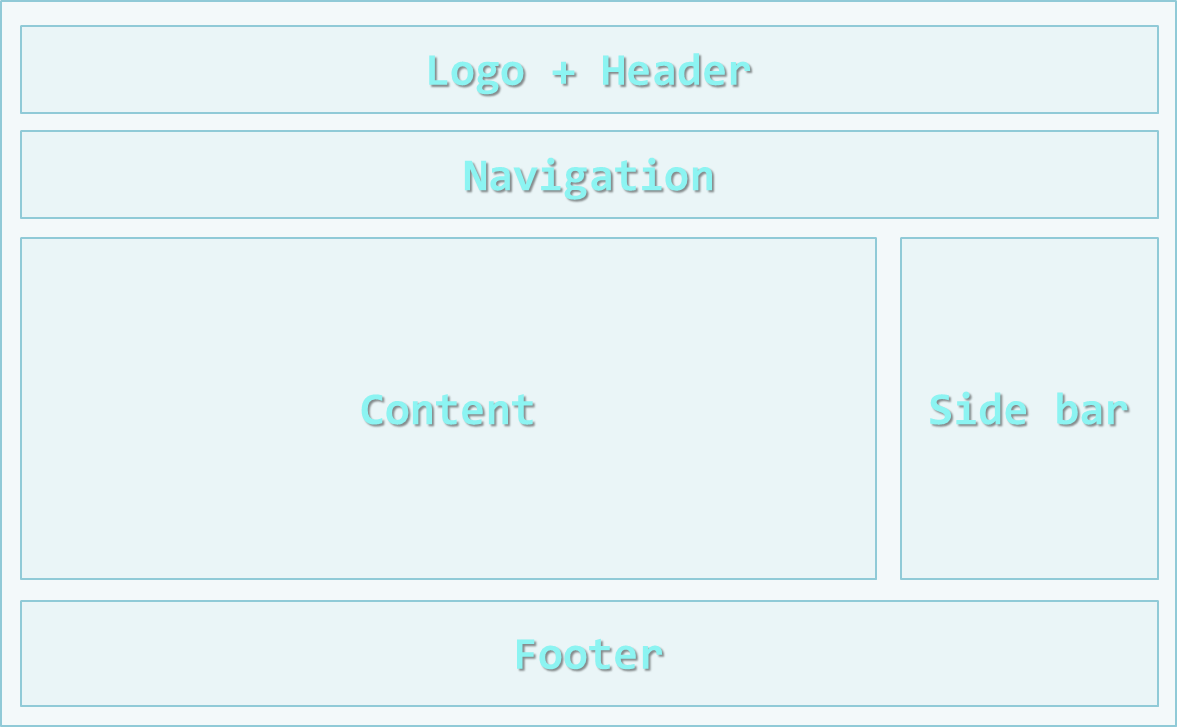 Logo + Header
Navigation
Content
Side bar
Footer